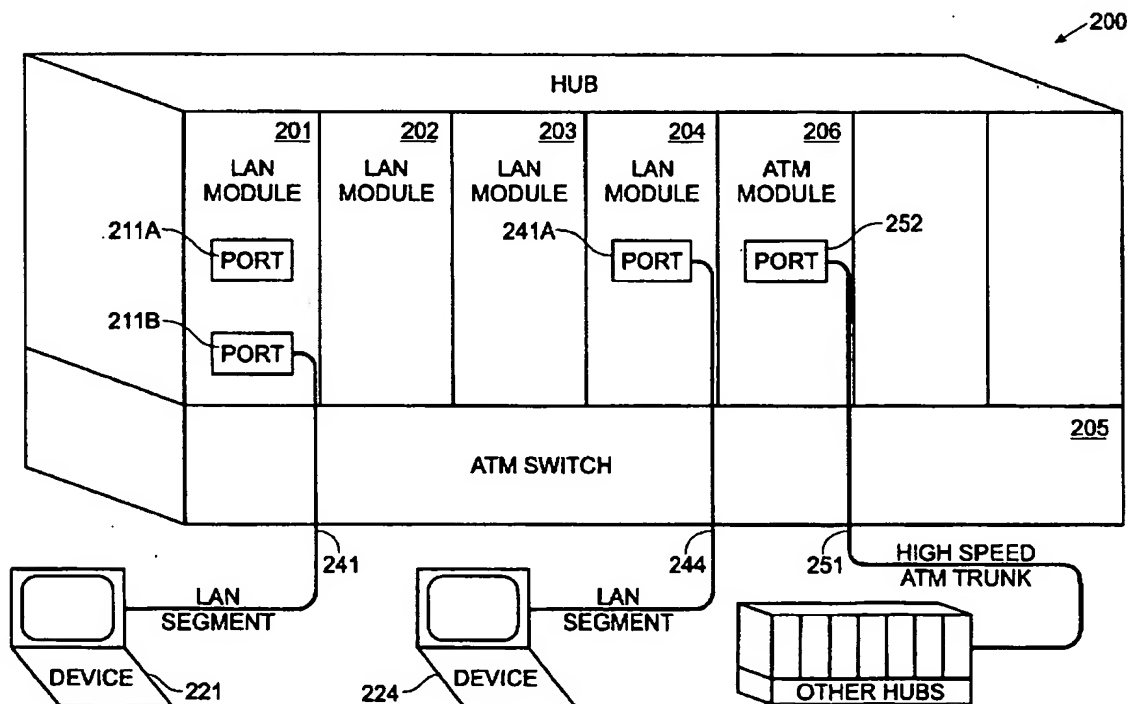 200
HUB
201
LAN
MODULE
202
LAN
MODULE
203
LAN
MODULE
204
LAN
MODULE
206
ATM
MODULE
211A
PORT
241A
PORT
252
PORT
211B
PORT
205
ATM SWITCH
241
244
251
HIGH SPEED
ATM TRUNK
LAN
SEGMENT
LAN
SEGMENT
DEVICE
221
224
DEVICE
OTHER HUBS